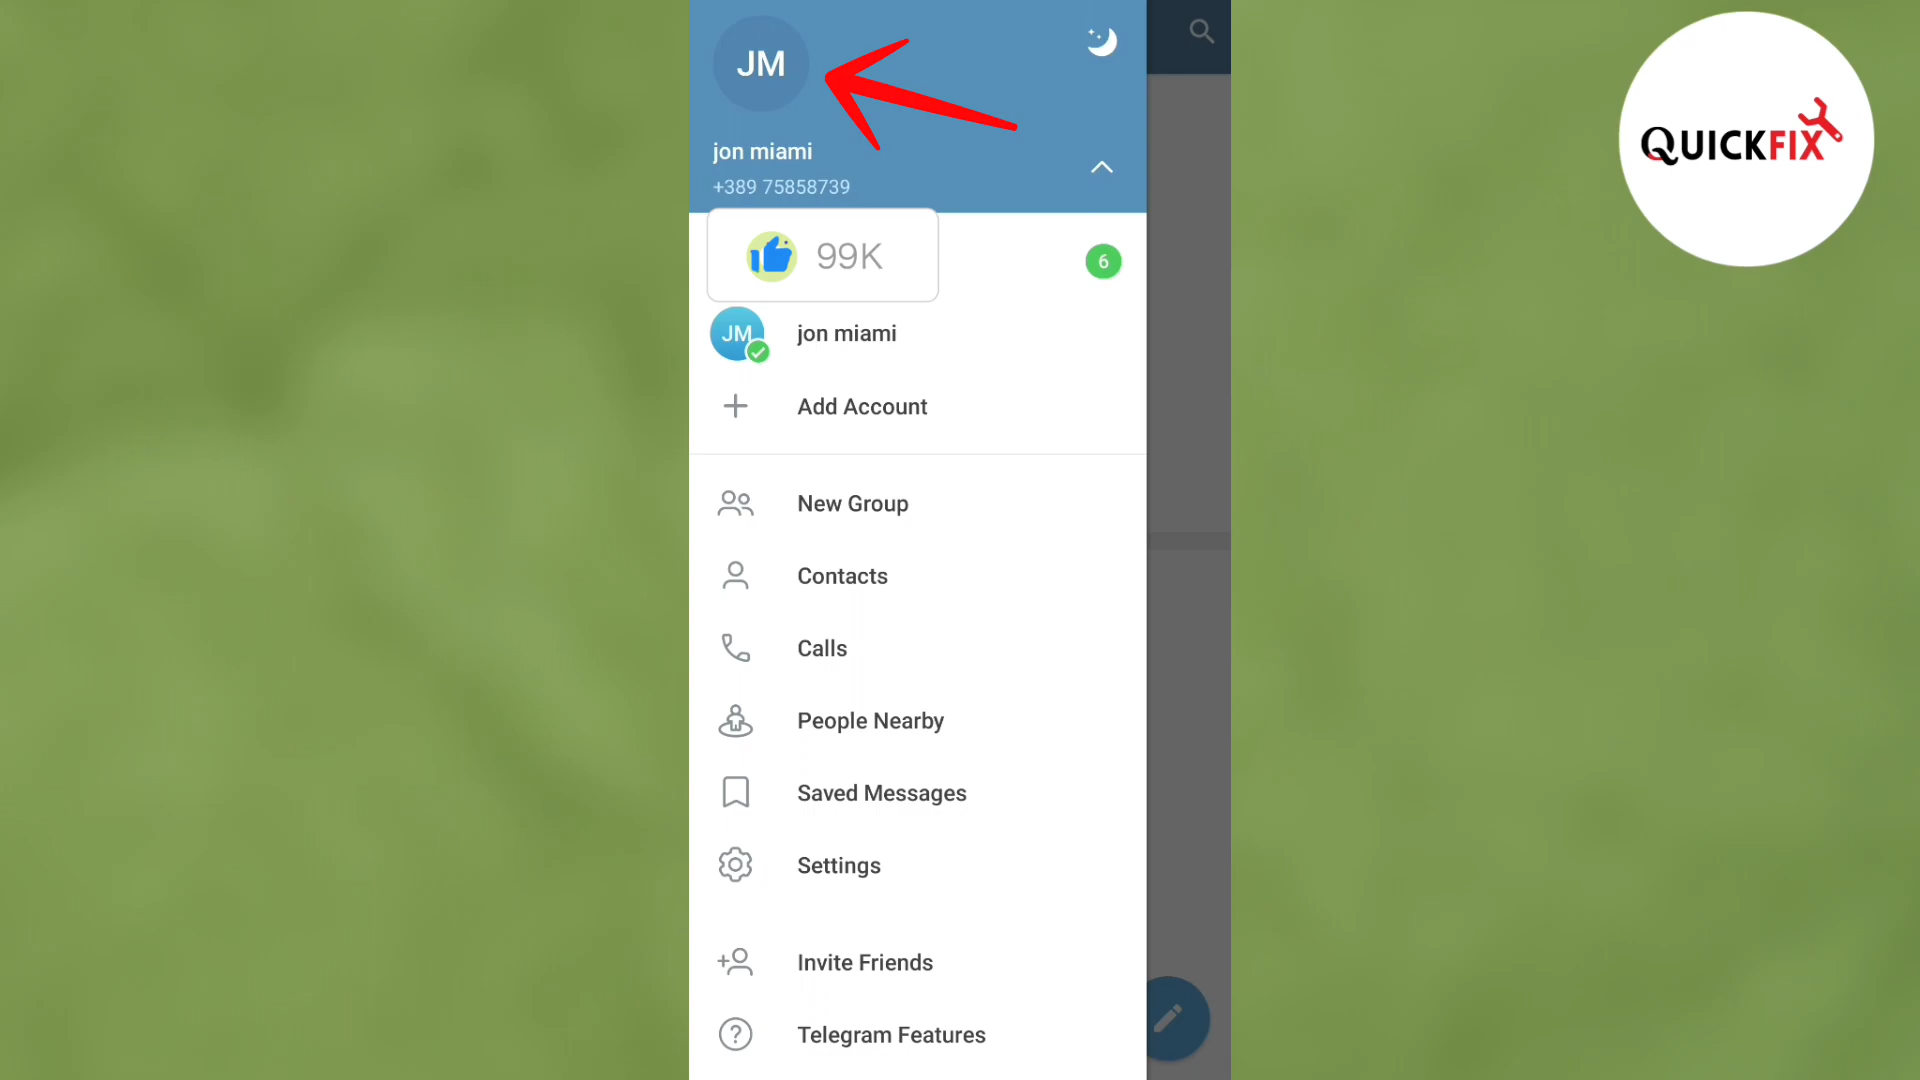 JM
jon miami
+389 75858739
99K
6
JM
jon miami
Add Account
New Group
Contacts
Calls
People Nearby
Saved Messages
Settings
Invite Friends
? Telegram Features
QUICKFIX